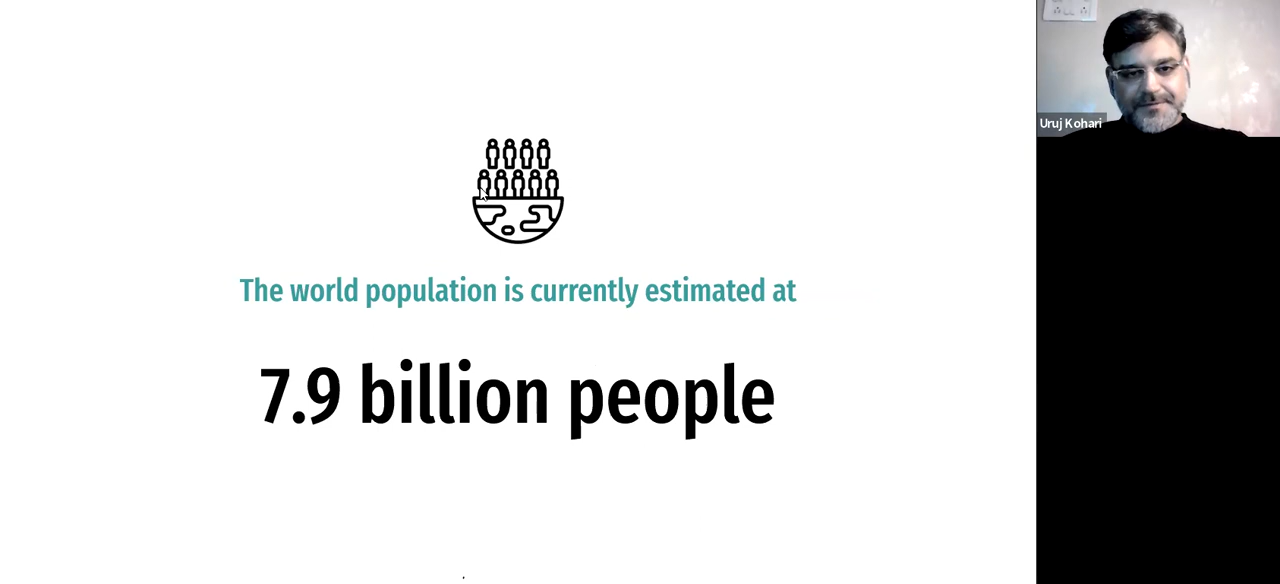 The world population is currently estimated at
7.9 billion people
Uruj Kohari